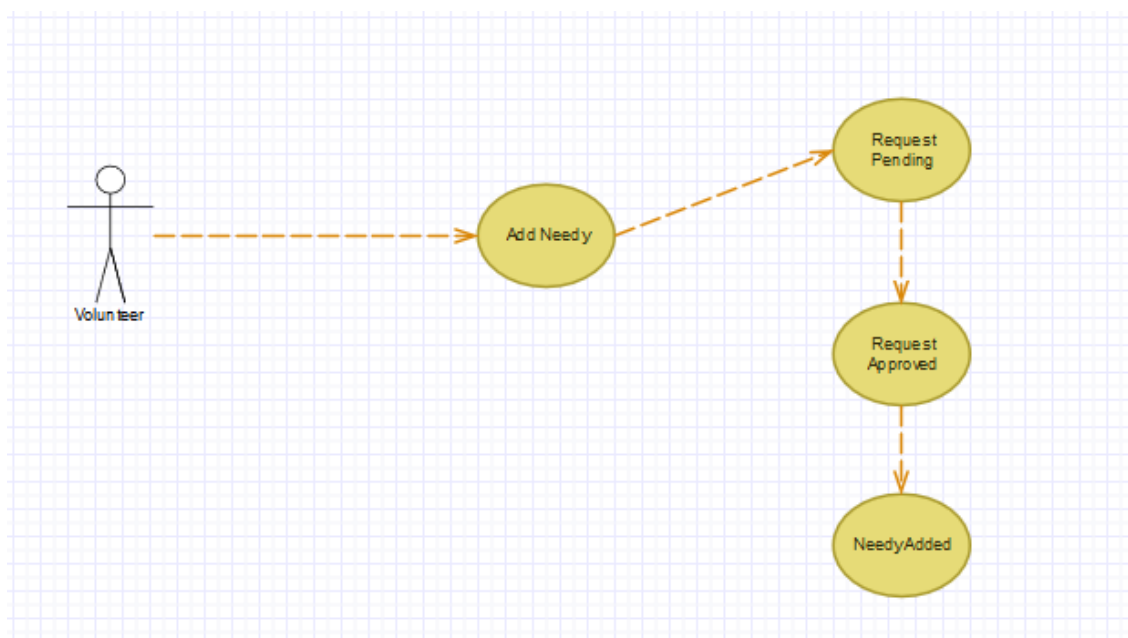 Request
Pending
Add Needy
Volunteer
Request
Approved
NeedyAdded